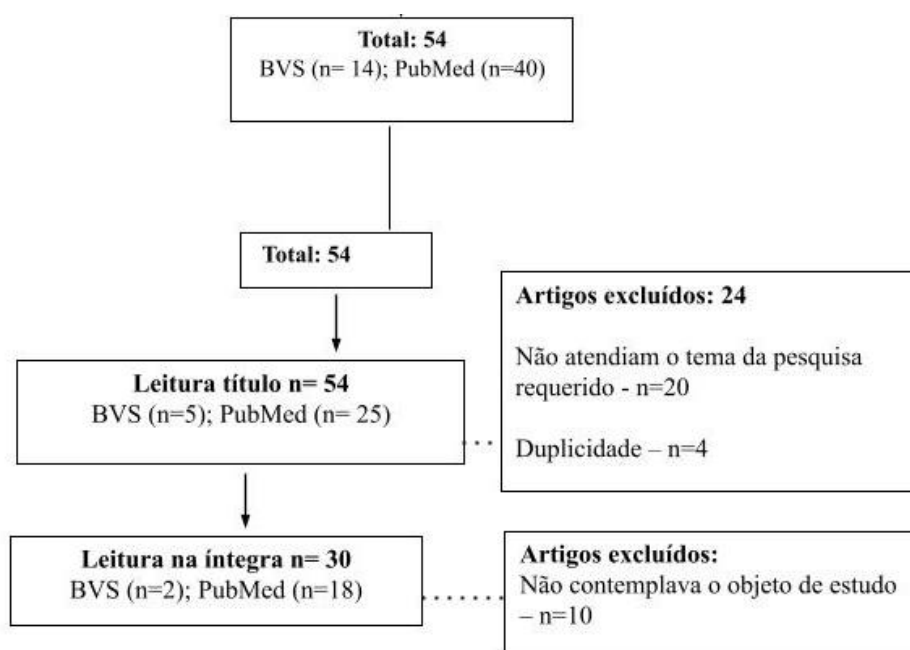 Total: 54
BVS (n= 14); PubMed (n=40)
Total: 54
Artigos excluídos: 24
Não atendiam o tema da pesquisa
requerido - n=20
Duplicidade – n=4
Leitura título n= 54
BVS (n=5); PubMed (n= 25)
Leitura na íntegra n= 30
BVS (n=2); PubMed (n=18)
Artigos excluídos:
Não contemplava o objeto de estudo
– n=10